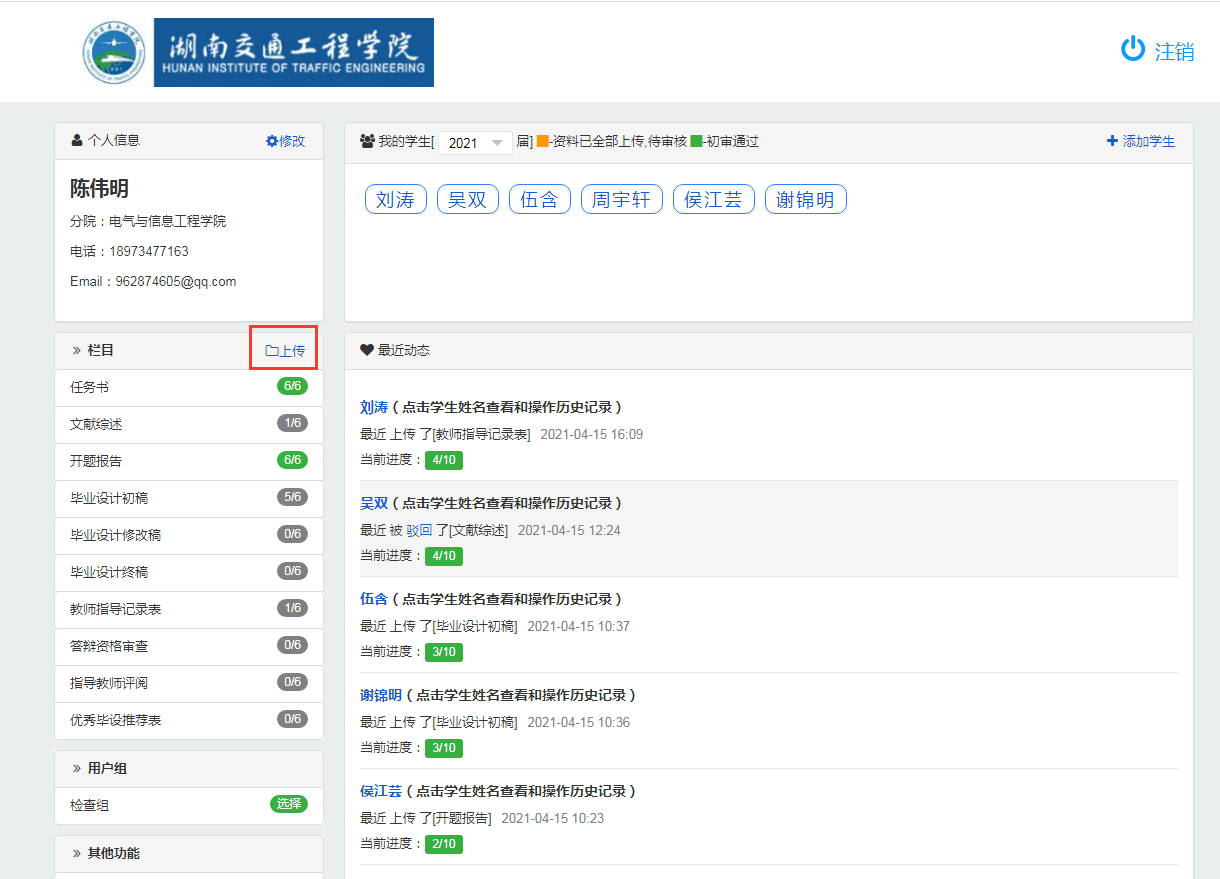 湖南交通工程学院
HUNAN INSTITUTE OF TRAFFIC ENGINEERING
注销
个人信息 修改
陈伟明
分院：电气与信息工程学院
电话：18973477163
Email：962874605@qq.com
我的学生[ 2021 届] -资料已全部上传,待审核 -初审通过 添加学生
刘涛 吴双 伍含 周宇轩 侯江芸 谢锦明
栏目 上传
任务书 6/6
文献综述 1/6
开题报告 6/6
毕业设计初稿 5/6
毕业设计修改稿 0/6
毕业设计终稿 0/6
教师指导记录表 1/6
答辩资格审查 0/6
指导教师评阅 0/6
优秀毕设推荐表 0/6
用户组
检查组 选择
其他功能
最近动态
刘涛 ( 点击学生姓名查看和操作历史记录 )
最近 上传 了[教师指导记录表] 2021-04-15 16:09
当前进度： 4/10
吴双 ( 点击学生姓名查看和操作历史记录 )
最近 被 驳回 了[文献综述] 2021-04-15 12:24
当前进度： 4/10
伍含 ( 点击学生姓名查看和操作历史记录 )
最近 上传 了[毕业设计初稿] 2021-04-15 10:37
当前进度： 3/10
谢锦明 ( 点击学生姓名查看和操作历史记录 )
最近 上传 了[毕业设计初稿] 2021-04-15 10:36
当前进度： 3/10
侯江芸 ( 点击学生姓名查看和操作历史记录 )
最近 上传 了[开题报告] 2021-04-15 10:23
当前进度： 2/10